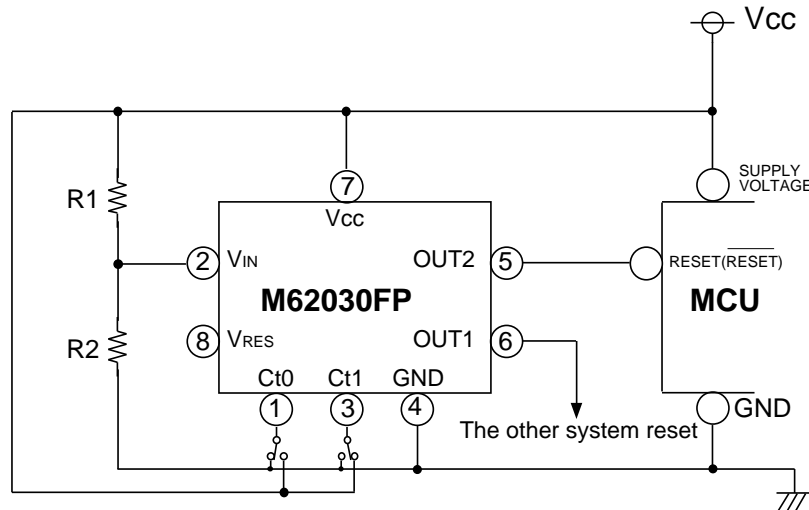 Vcc
SUPPLY
VOLTAGE
R1
7
Vcc
2
VIN
OUT2
5
RESET(RESET)
M62030FP
MCU
R2
8
VRES
OUT1
6
Ct0
Ct1
GND
1
3
4
GND
The other system reset